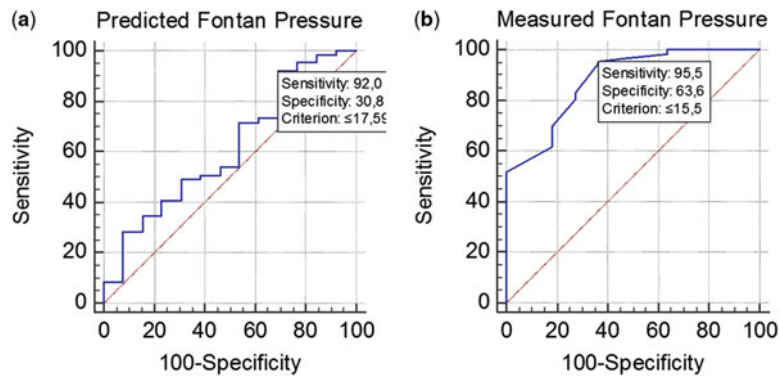 (a) Predicted Fontan Pressure
100
80
60
40
20
0
Sensitivity
Sensitivity: 92,0
Specificity: 30,8
Criterion: ≤17,59
0 20 40 60 80 100
100-Specificity
(b) Measured Fontan Pressure
100
80
60
40
20
0
Sensitivity
Sensitivity: 95,5
Specificity: 63,6
Criterion: ≤15,5
0 20 40 60 80 100
100-Specificity